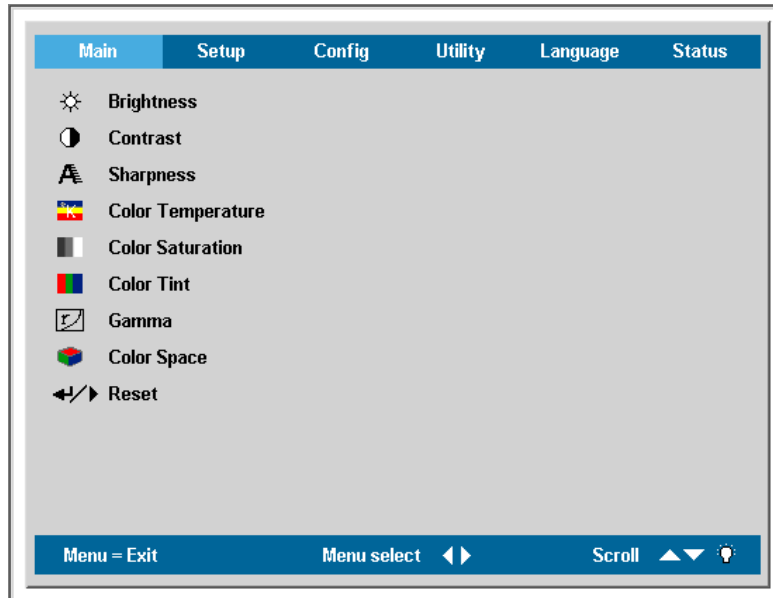 Main Setup Config Utility Language Status
Brightness
Contrast
Sharpness
Color Temperature
Color Saturation
Color Tint
Gamma
Color Space
Reset
Menu = Exit Menu select Scroll